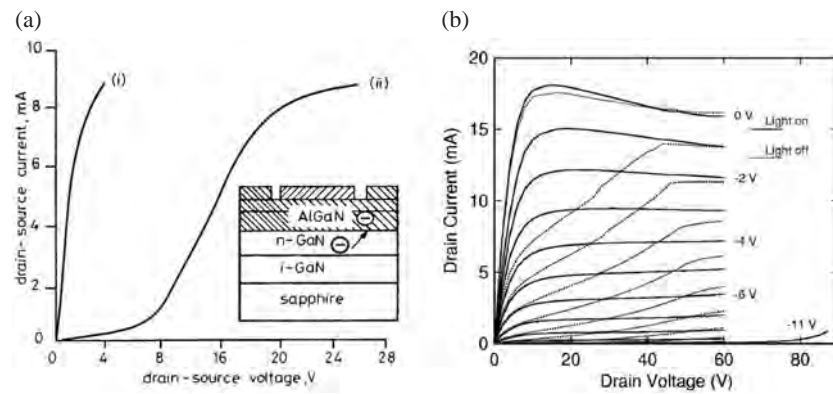 (a)
10
8
6
4
2
0
drain-source current, mA
(i)
(ii)
AlGaN
n-GaN
i-GaN
sapphire
0 4 8 16 20 24 28
drain-source voltage,V
(b)
20
15
10
5
0
Drain Current (mA)
0 V
Light on
Light off
-2 V
-4 V
-6 V
-11 V
0 20 40 60 80
Drain Voltage (V)